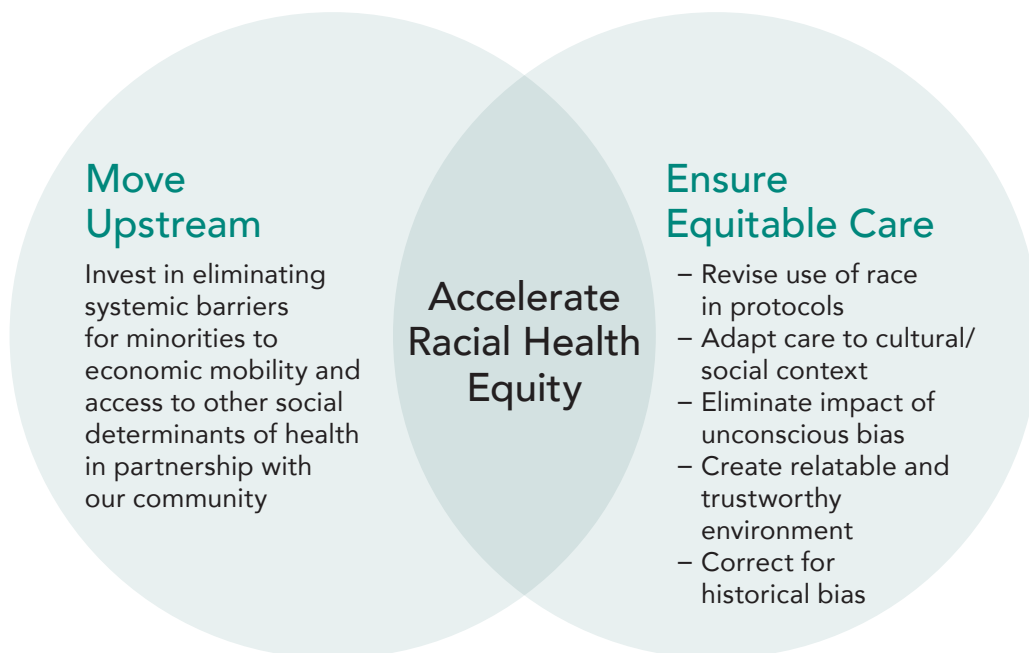 Move
Upstream
Invest in eliminating
systemic barriers
for minorities to
economic mobility and
access to other social
determinants of health
in partnership with
our community
Accelerate
Racial Health
Equity
Ensure
Equitable Care
– Revise use of race
in protocols
– Adapt care to cultural/
social context
– Eliminate impact of
unconscious bias
– Create relatable and
trustworthy
environment
– Correct for
historical bias